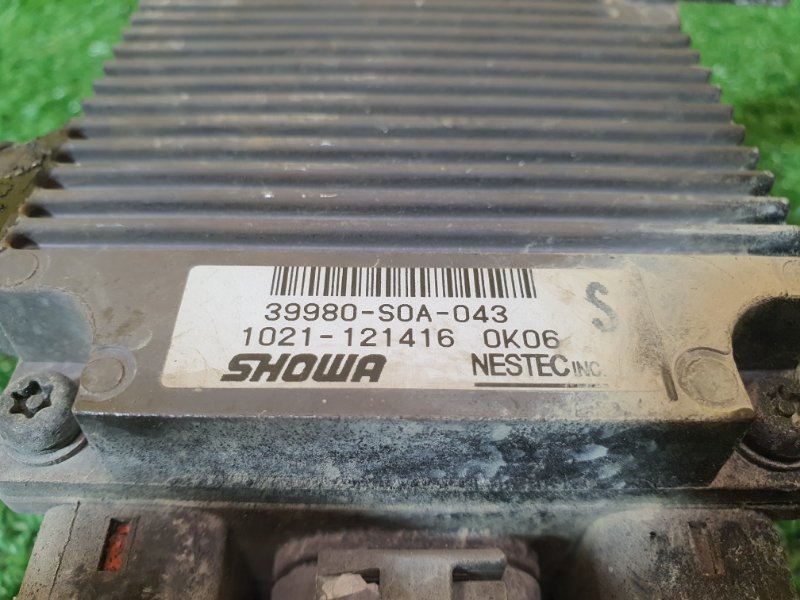 39980-S0A-043
1021-121416 0K06 S
SHOWA NESTEC INC.